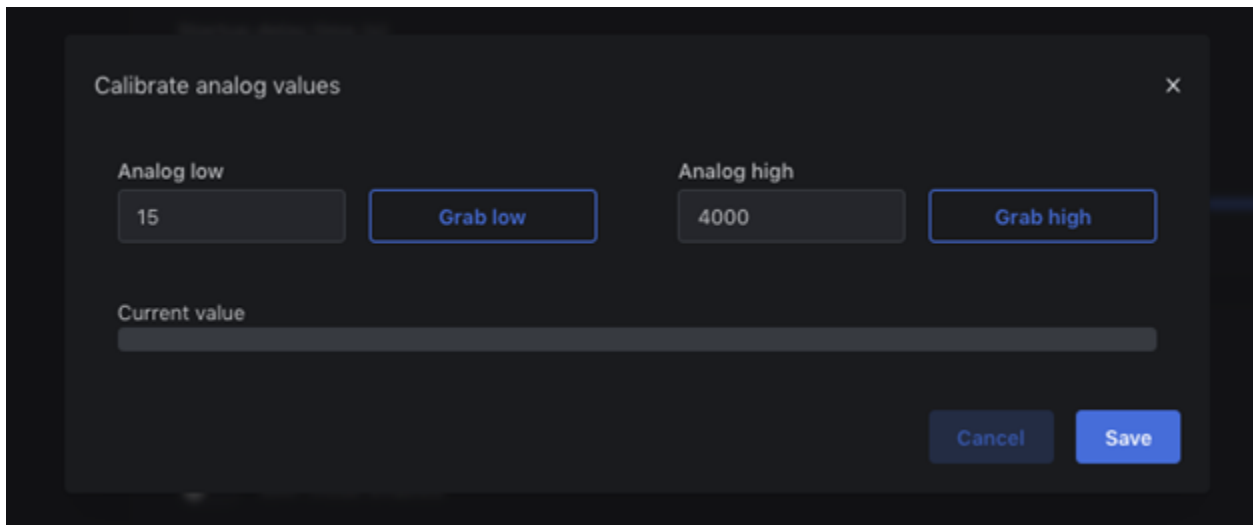 Calibrate analog values
Analog low
Analog high
15
Grab low
4000
Grab high
Current value
Cancel
Save